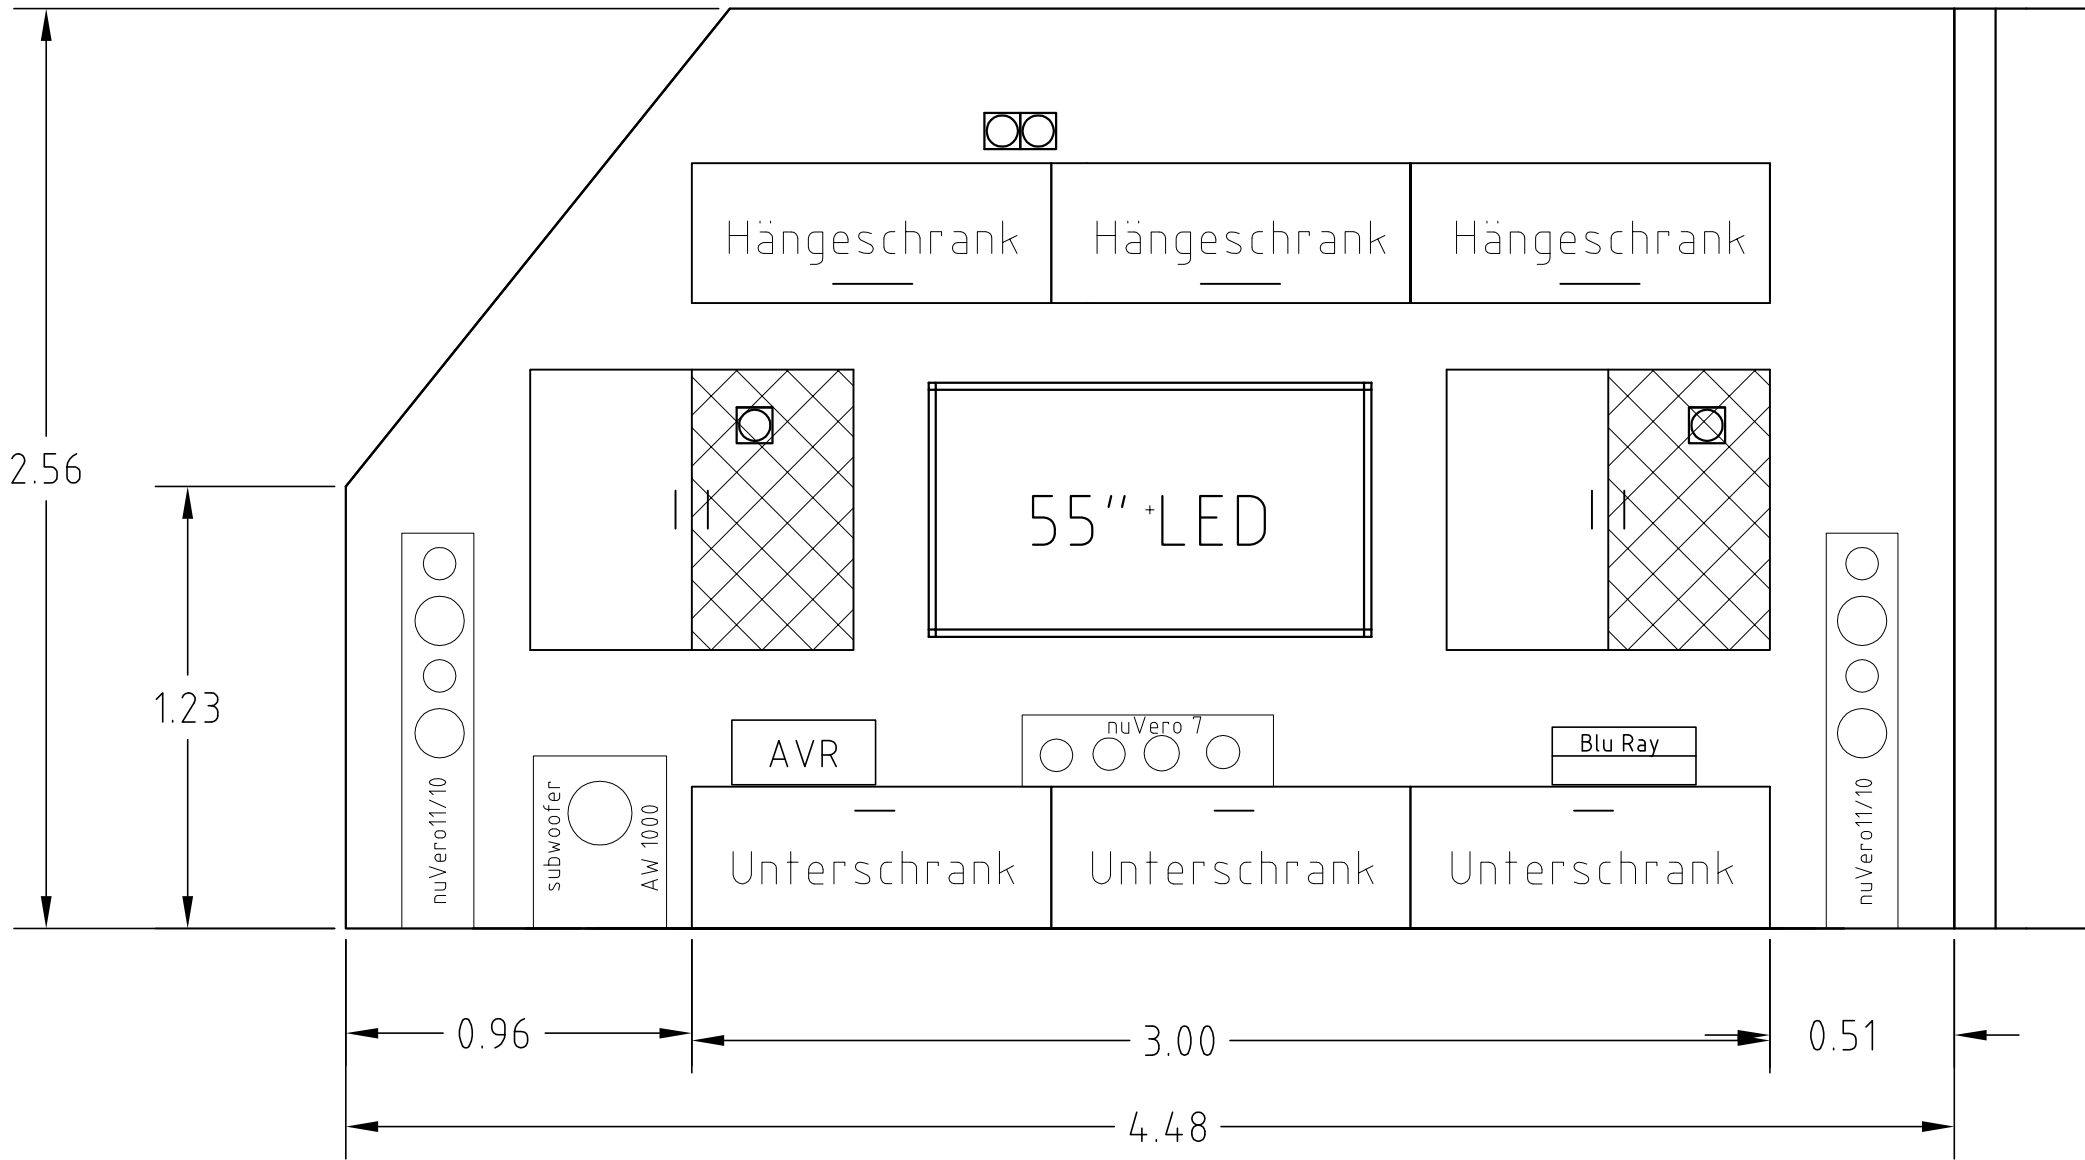 Hängeschrank
Hängeschrank
Hängeschrank
2.56
55" LED
1.23
nuVero 7
AVR
Blu Ray
nuVero11/10
subwoofer
AW 1000
nuVero11/10
Unterschrank
Unterschrank
Unterschrank
0.96
3.00
0.51
4.48